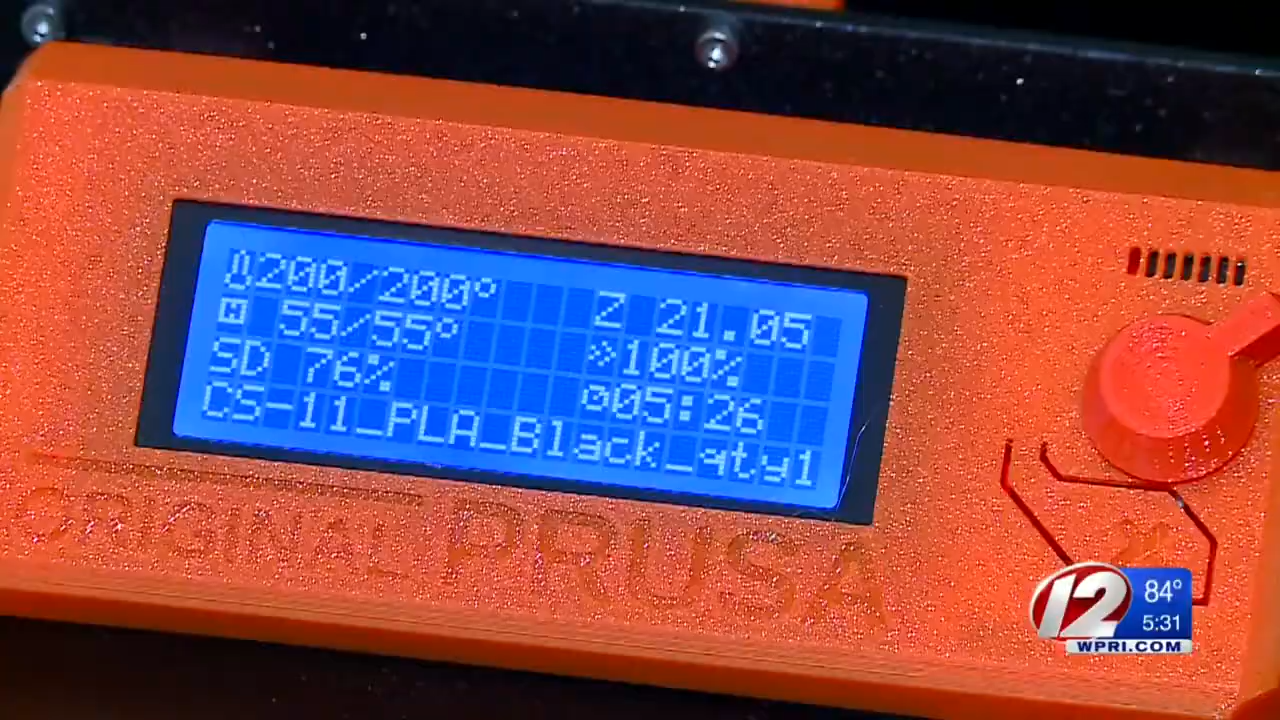 200/200° Z 21.05
55/55° 100%
SD 76% 05:26
CS-11_PLA_Black_qty1
ORIGINAL PRUSA
12 84°
5:31
WPRI.COM